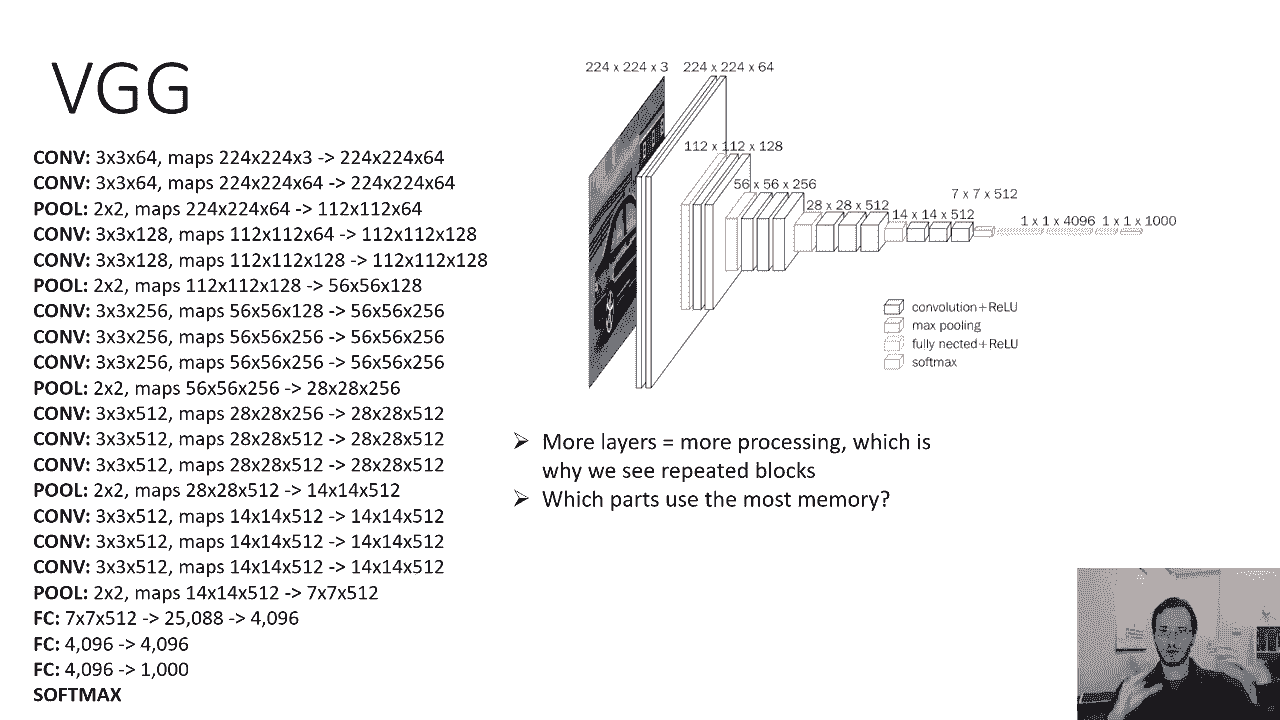 VGG
CONV: 3x3x64, maps 224x224x3 -> 224x224x64
CONV: 3x3x64, maps 224x224x64 -> 224x224x64
POOL: 2x2, maps 224x224x64 -> 112x112x64
CONV: 3x3x128, maps 112x112x64 -> 112x112x128
CONV: 3x3x128, maps 112x112x128 -> 112x112x128
POOL: 2x2, maps 112x112x128 -> 56x56x128
CONV: 3x3x256, maps 56x56x128 -> 56x56x256
CONV: 3x3x256, maps 56x56x256 -> 56x56x256
CONV: 3x3x256, maps 56x56x256 -> 56x56x256
POOL: 2x2, maps 56x56x256 -> 28x28x256
CONV: 3x3x512, maps 28x28x256 -> 28x28x512
CONV: 3x3x512, maps 28x28x512 -> 28x28x512
CONV: 3x3x512, maps 28x28x512 -> 28x28x512
POOL: 2x2, maps 28x28x512 -> 14x14x512
CONV: 3x3x512, maps 14x14x512 -> 14x14x512
CONV: 3x3x512, maps 14x14x512 -> 14x14x512
CONV: 3x3x512, maps 14x14x512 -> 14x14x512
POOL: 2x2, maps 14x14x512 -> 7x7x512
FC: 7x7x512 -> 25,088 -> 4,096
FC: 4,096 -> 4,096
FC: 4,096 -> 1,000
SOFTMAX
224 x 224 x 3
224 x 224 x 64
112 x 112 x 128
56 x 56 x 256
28 x 28 x 512
14 x 14 x 512
7 x 7 x 512
1 x 1 x 4096
1 x 1 x 1000
convolution+ReLU
max pooling
fully nected+ReLU
softmax
➢ More layers = more processing, which is
why we see repeated blocks
➢ Which parts use the most memory?